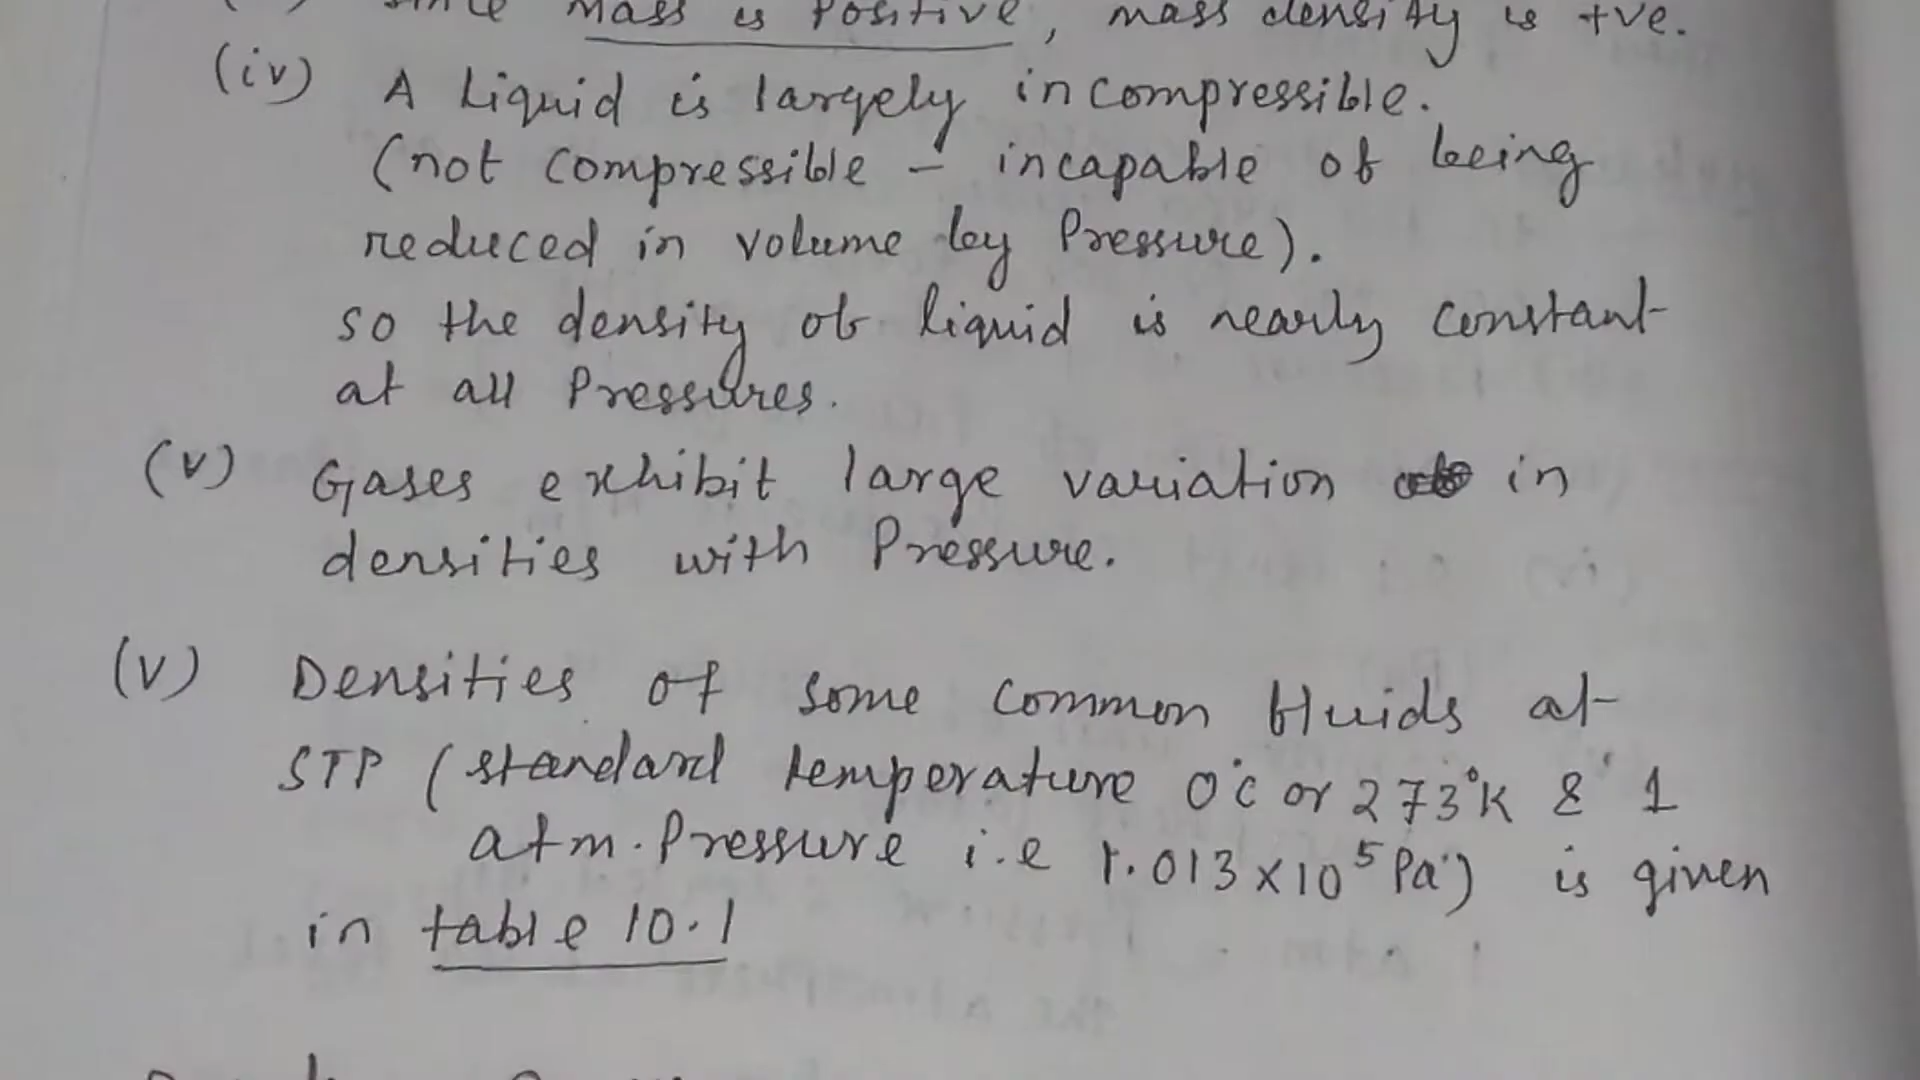 since mass is positive, mass density is +ve.
(iv) A liquid is largely incompressible.
(not compressible - incapable of being
reduced in volume by Pressure).
so the density of liquid is nearly constant
at all Pressures.
(v) Gases exhibit large variation in
densities with Pressure.
(v) Densities of some common fluids at
STP (standard temperature 0°C or 273°K & 1
atm. Pressure i.e 1.013 x 10⁵ Pa) is given
in table 10.1